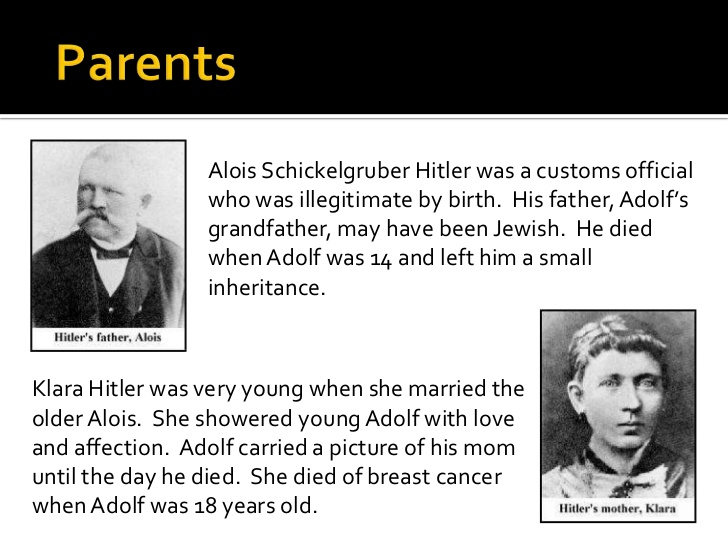 Parents
Alois Schickelgruber Hitler was a customs official
who was illegitimate by birth.  His father, Adolf's
grandfather, may have been Jewish.  He died
when Adolf was 14 and left him a small
inheritance.
Hitler's father, Alois
Klara Hitler was very young when she married the
older Alois.  She showered young Adolf with love
and affection.  Adolf carried a picture of his mom
until the day he died.  She died of breast cancer
when Adolf was 18 years old.
Hitler's mother, Klara